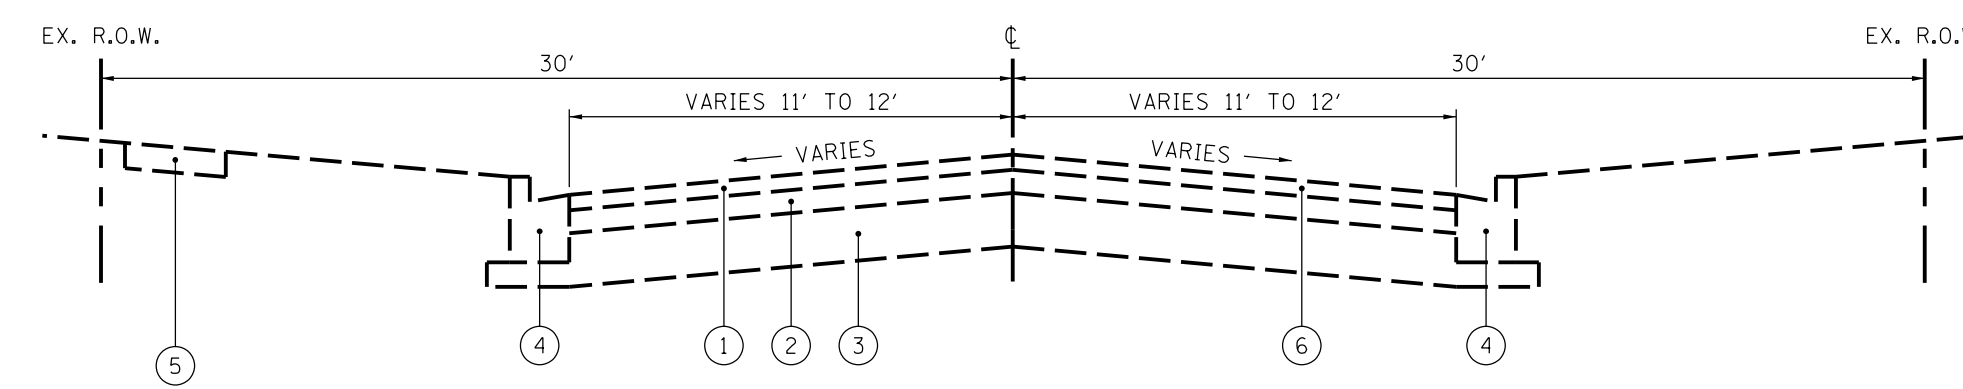 EX. R.O.W.
℄
EX. R.O.W
30'
30'
VARIES 11' TO 12'
VARIES 11' TO 12'
VARIES
VARIES
4
1
2
3
6
4
5